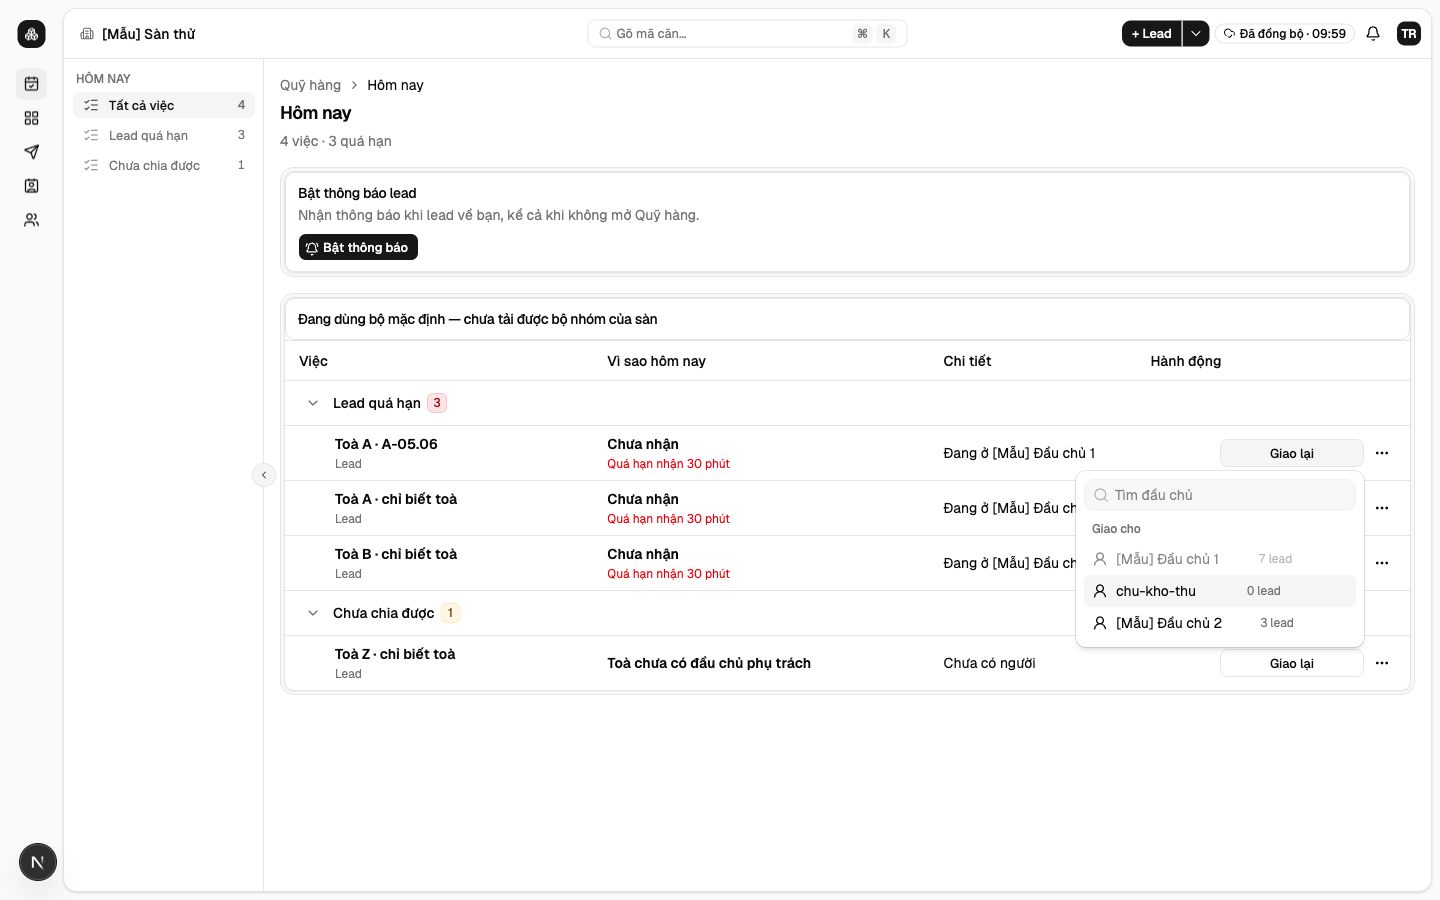 [Mẫu] Sàn thử
Gõ mã căn...
⌘ K
+ Lead
Đã đồng bộ · 09:59
TR
HÔM NAY
Tất cả việc 4
Lead quá hạn 3
Chưa chia được 1
Quỹ hàng > Hôm nay
Hôm nay
4 việc · 3 quá hạn
Bật thông báo lead
Nhận thông báo khi lead về bạn, kể cả khi không mở Quỹ hàng.
Bật thông báo
Đang dùng bộ mặc định — chưa tải được bộ nhóm của sàn
Việc Vì sao hôm nay Chi tiết Hành động
Lead quá hạn 3
Toà A · A-05.06
Lead
Chưa nhận
Quá hạn nhận 30 phút
Đang ở [Mẫu] Đầu chủ 1
Giao lại
Toà A · chỉ biết toà
Lead
Chưa nhận
Quá hạn nhận 30 phút
Đang ở [Mẫu] Đầu ch
Toà B · chỉ biết toà
Lead
Chưa nhận
Quá hạn nhận 30 phút
Đang ở [Mẫu] Đầu ch
Tìm đầu chủ
Giao cho
[Mẫu] Đầu chủ 1 7 lead
chu-kho-thu 0 lead
[Mẫu] Đầu chủ 2 3 lead
Chưa chia được 1
Toà Z · chỉ biết toà
Lead
Toà chưa có đầu chủ phụ trách
Chưa có người
Giao lại
N